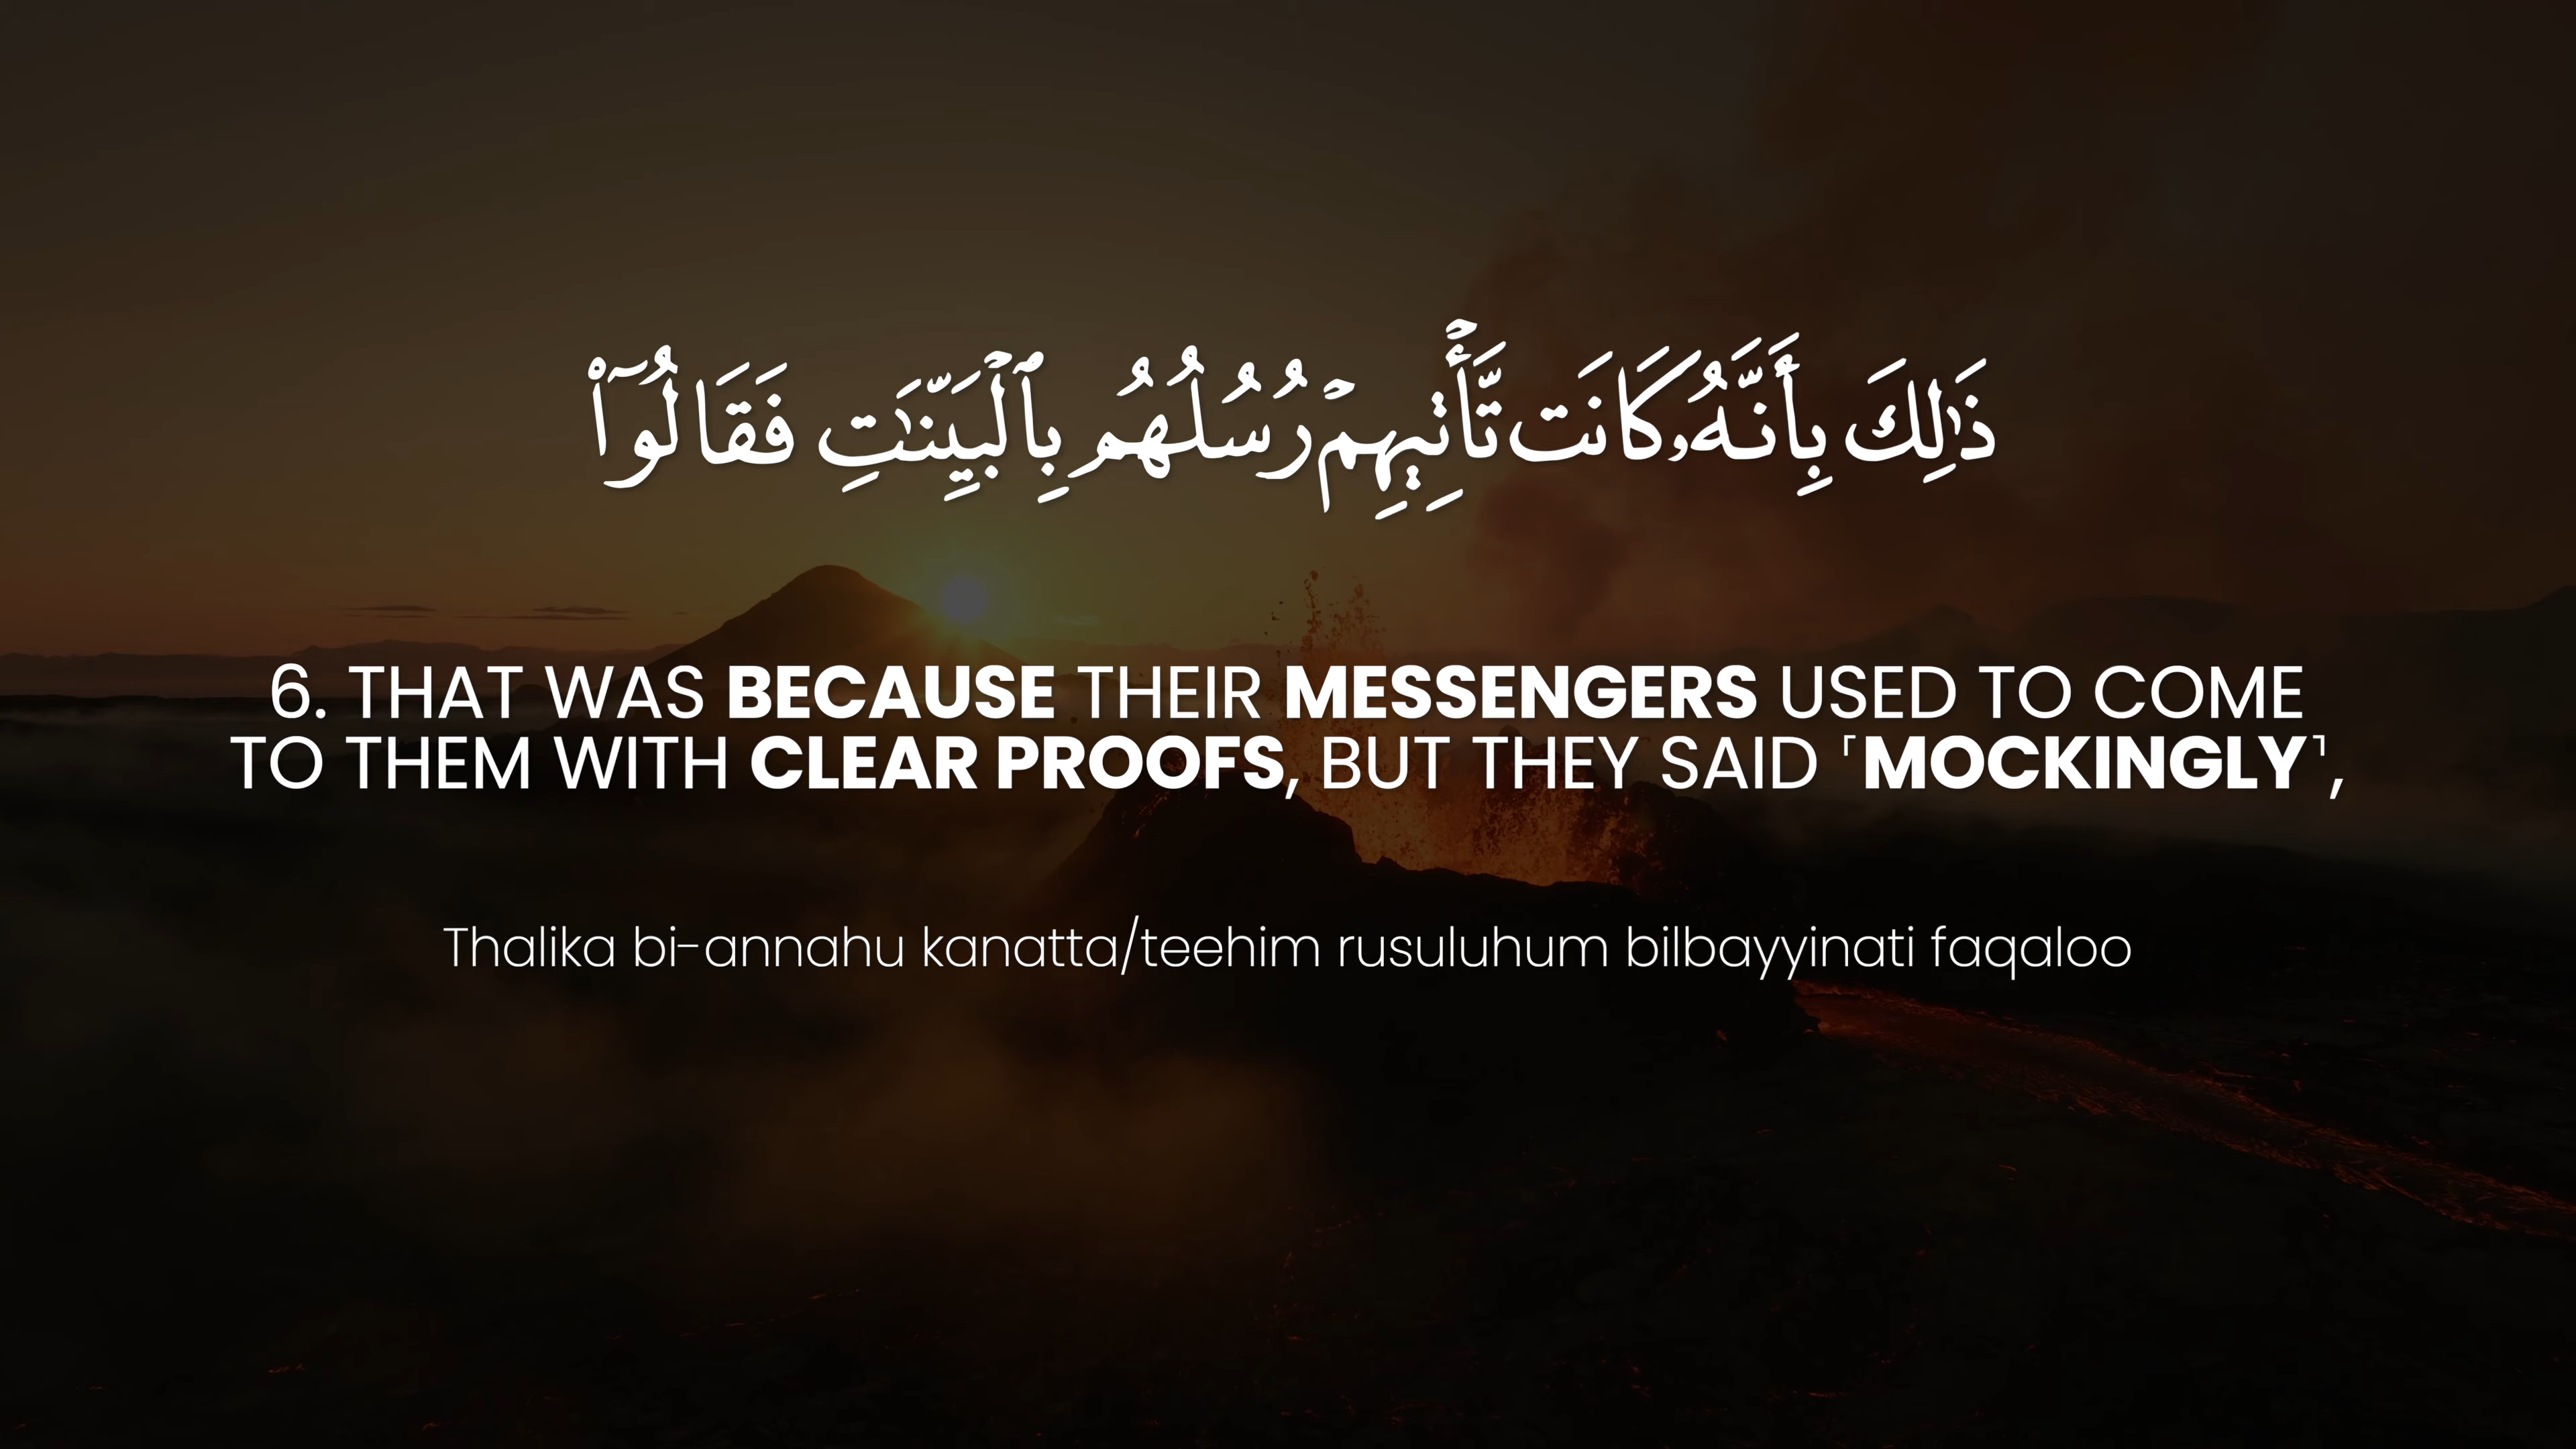 ذَٰلِكَ بِأَنَّهُۥ كَانَت تَّأۡتِيهِمۡ رُسُلُهُم بِٱلۡبَيِّنَٰتِ فَقَالُوٓاْ
6. THAT WAS BECAUSE THEIR MESSENGERS USED TO COME
TO THEM WITH CLEAR PROOFS, BUT THEY SAID ˹MOCKINGLY˺,
Thalika bi-annahu kanatta/teehim rusuluhum bilbayyinati faqaloo